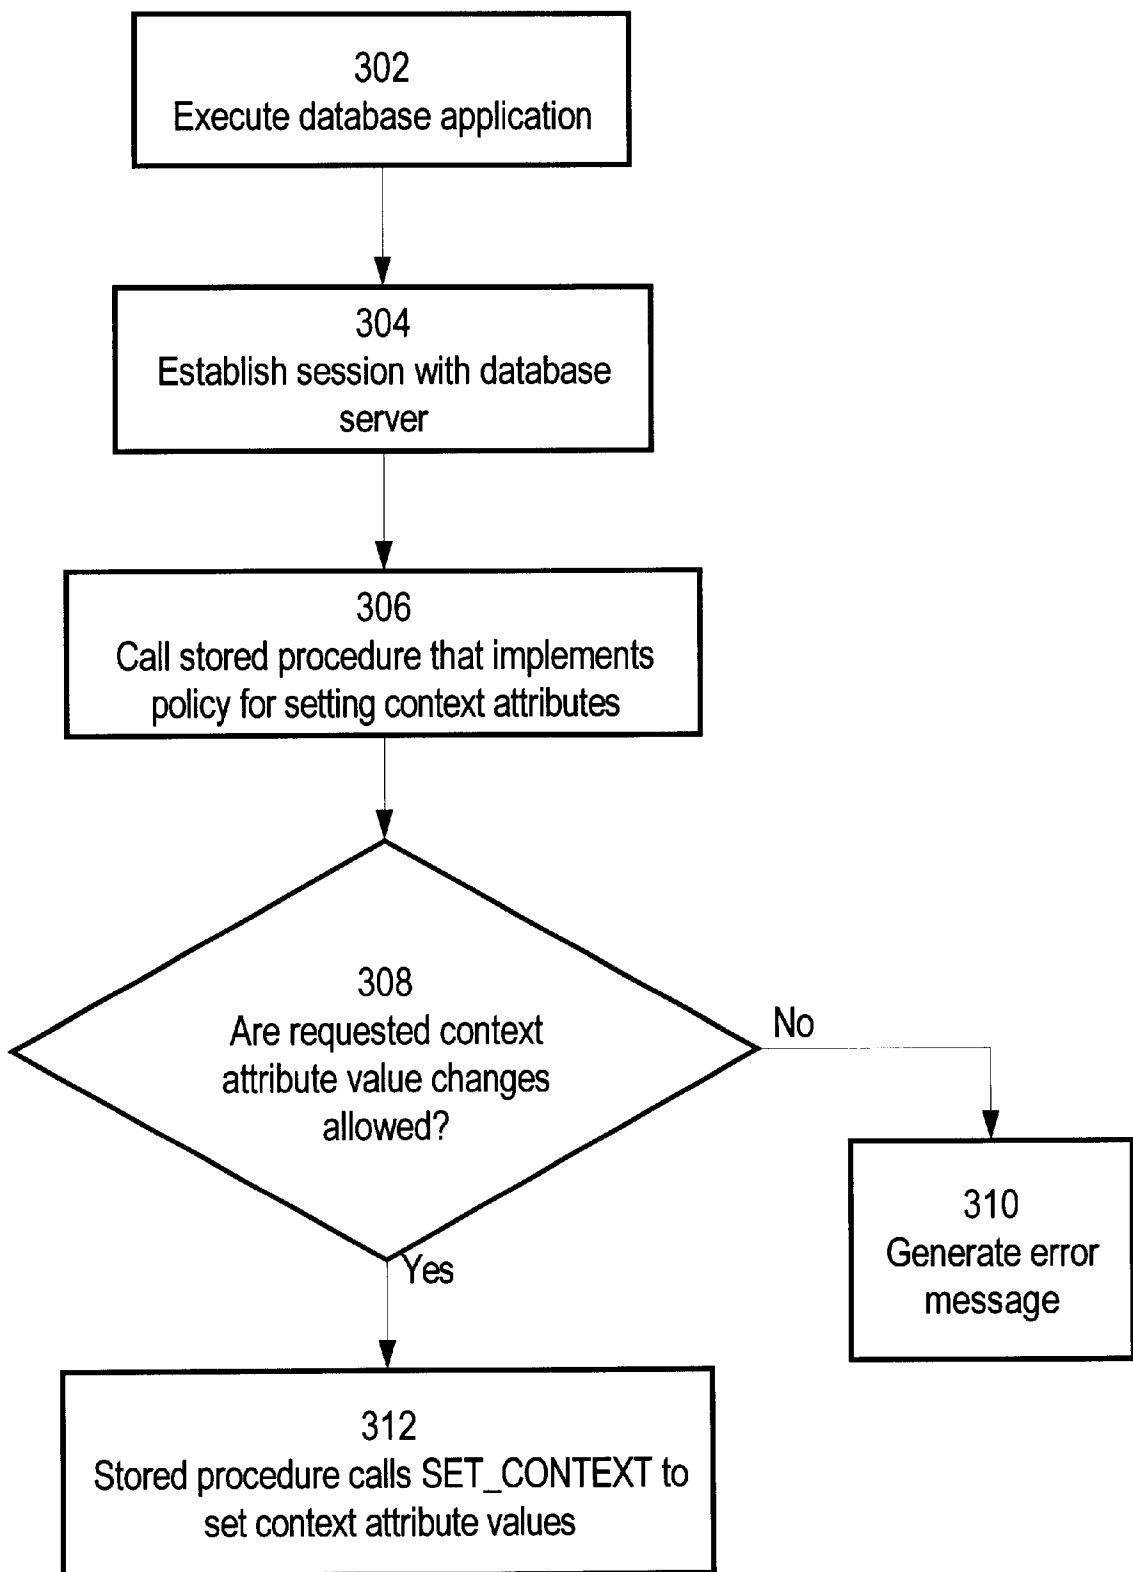 302
Execute database application
304
Establish session with database
server
306
Call stored procedure that implements
policy for setting context attributes
308
Are requested context
attribute value changes
allowed?
No
310
Generate error
message
Yes
312
Stored procedure calls SET_CONTEXT to
set context attribute values